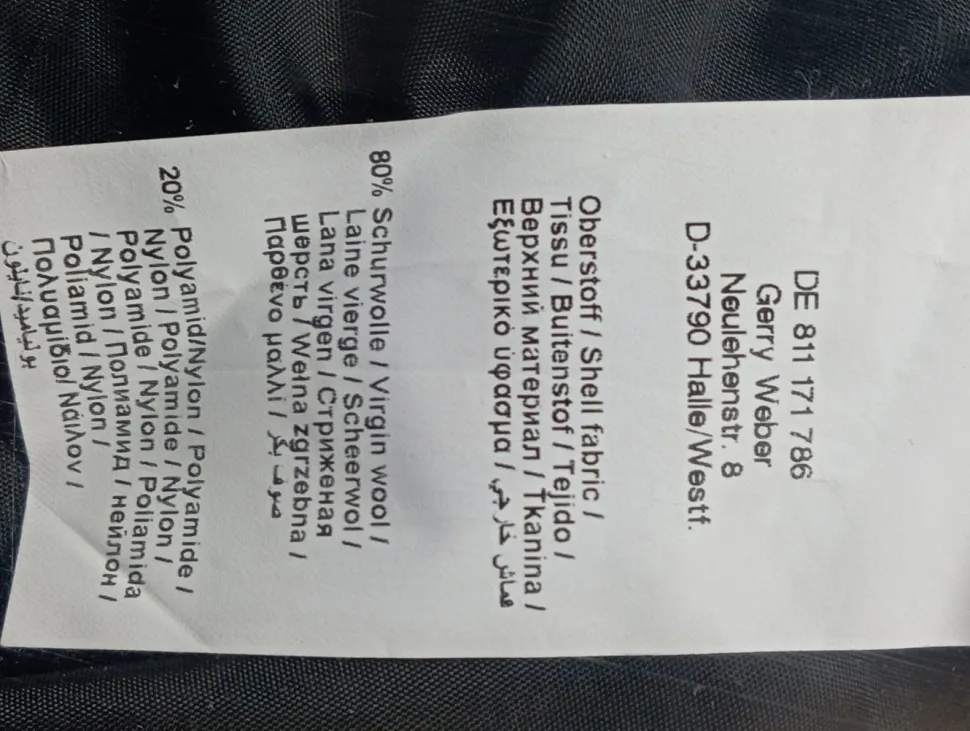 DE 811 171 786
Gerry Weber
Neulehenstr. 8
D-33790 Halle/Westf.
Oberstoff / Shell fabric /
Tissu / Buitenstof / Tejido /
Верхний материал / Tkanina /
Εξωτερικό ύφασμα / قماش خارجي
80% Schurwolle / Virgin wool /
Laine vierge / Scheerwol /
Lana virgen / Стриженая
шерсть / Wełna zgrzebna /
Παρθένο μαλλί / صوف بكر
20% Polyamid/Nylon / Polyamide /
Nylon / Polyamide / Nylon /
Polyamide / Nylon / Poliamida
/ Nylon / Полиамид / нейлон /
Poliamid / Nylon /
Πολυαμίδιο/ Νάιλον /
بولياميد/نايلون